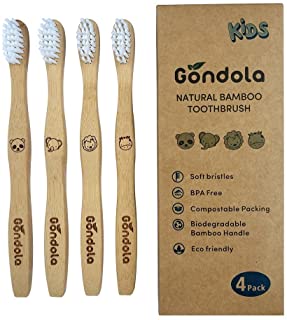 Gondola
Gondola
Gondola
Gondola
KiDS
Gondola
NATURAL BAMBOO
TOOTHBRUSH
Soft bristles
BPA Free
Compostable Packing
Biodegradable
Bamboo Handle
Eco friendly
4 Pack